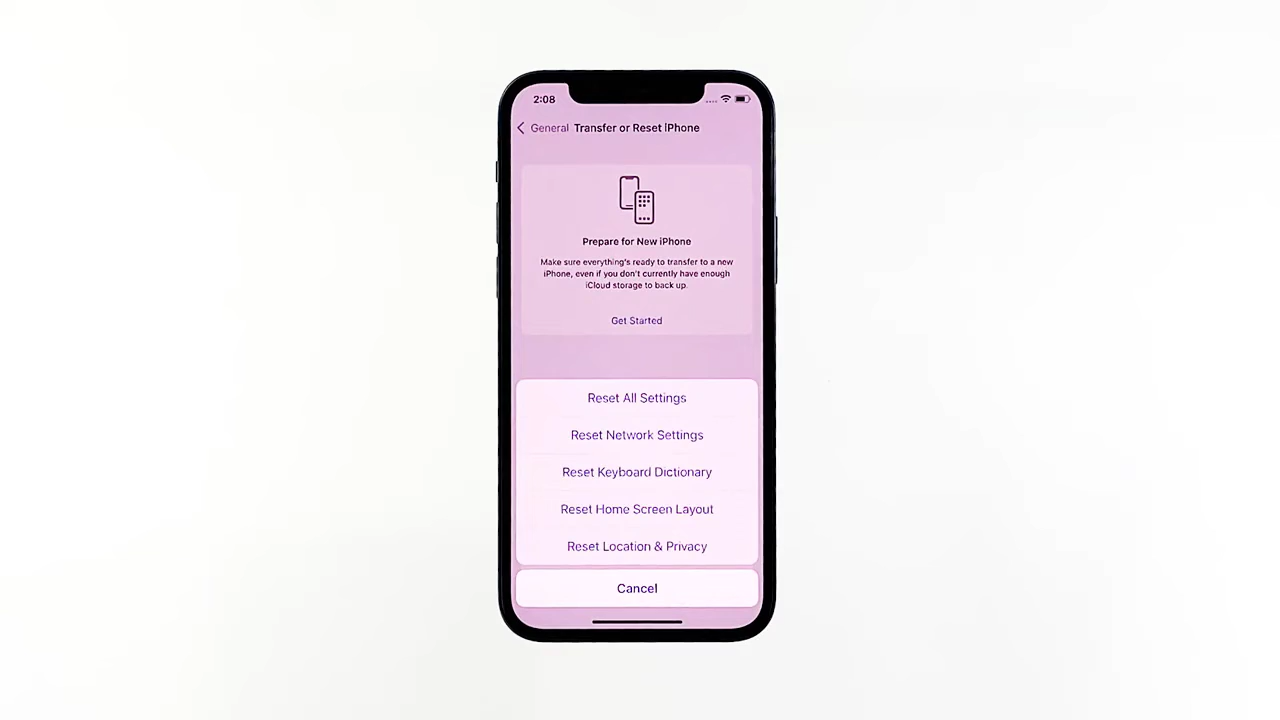 2:08
General Transfer or Reset iPhone
Prepare for New iPhone
Make sure everything's ready to transfer to a new
iPhone, even if you don't currently have enough
iCloud storage to back up.
Get Started
Reset All Settings
Reset Network Settings
Reset Keyboard Dictionary
Reset Home Screen Layout
Reset Location & Privacy
Cancel